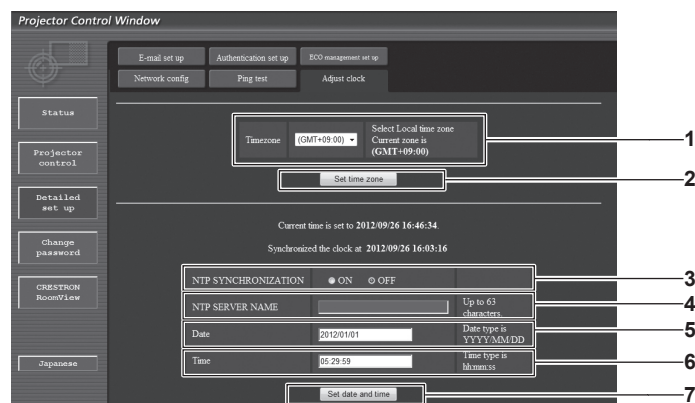 Projector Control Window
E-mail set up
Authentication set up
ECO management set up
Network config
Ping test
Adjust clock
Status
Projector
control
Detailed
set up
Change
password
CRESTRON
RoomView
Japanese
Timezone
(GMT+09:00)
Select Local time zone
Current zone is
(GMT+09:00)
1
Set time zone
2
Current time is set to 2012/09/26 16:46:34.
Synchronized the clock at 2012/09/26 16:03:16
NTP SYNCHRONIZATION
ON
OFF
3
NTP SERVER NAME
Up to 63
characters.
4
Date
2012/01/01
Date type is
YYYY/MM/DD
5
Time
05:29:59
Time type is
hh:mm:ss
6
Set date and time
7